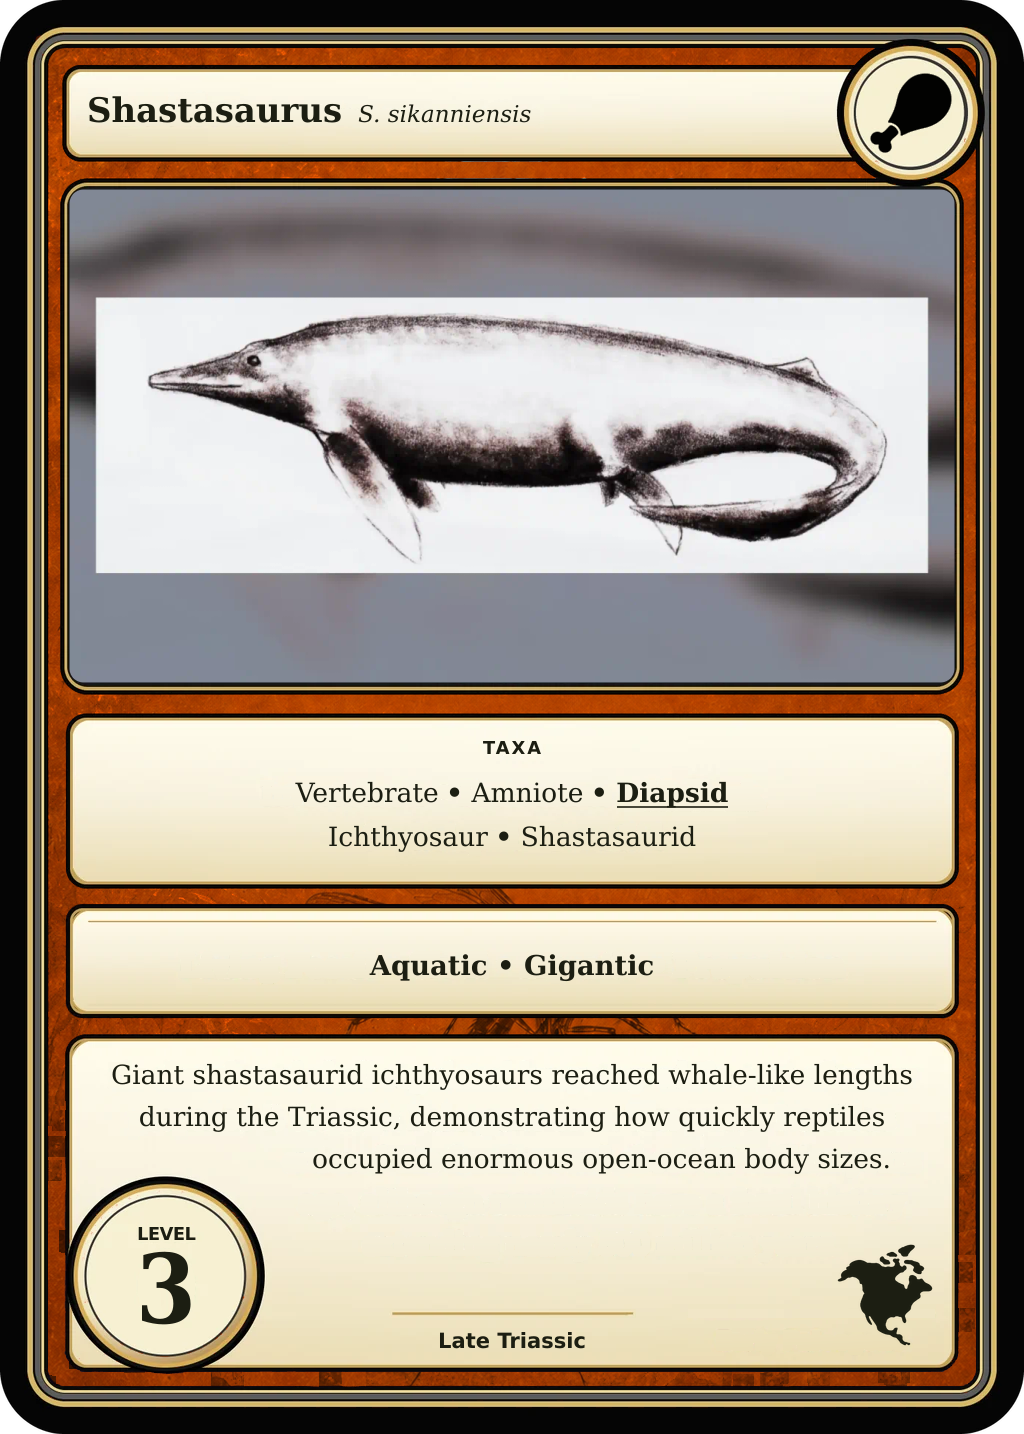 Shastasaurus S. sikanniensis
TAXA
Vertebrate • Amniote • Diapsid
Ichthyosaur • Shastasaurid
Aquatic • Gigantic
Giant shastasaurid ichthyosaurs reached whale-like lengths
during the Triassic, demonstrating how quickly reptiles
occupied enormous open-ocean body sizes.
LEVEL
3
Late Triassic